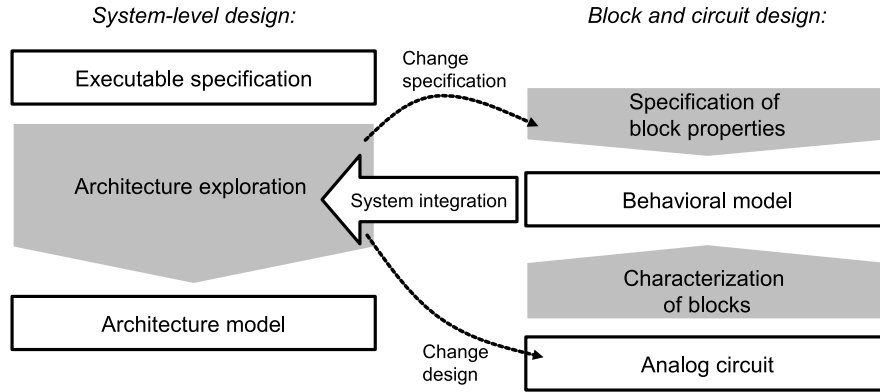 System-level design:
Block and circuit design:
Executable specification
Change
specification
Specification of
block properties
Architecture exploration
System integration
Behavioral model
Characterization
of blocks
Architecture model
Change
design
Analog circuit